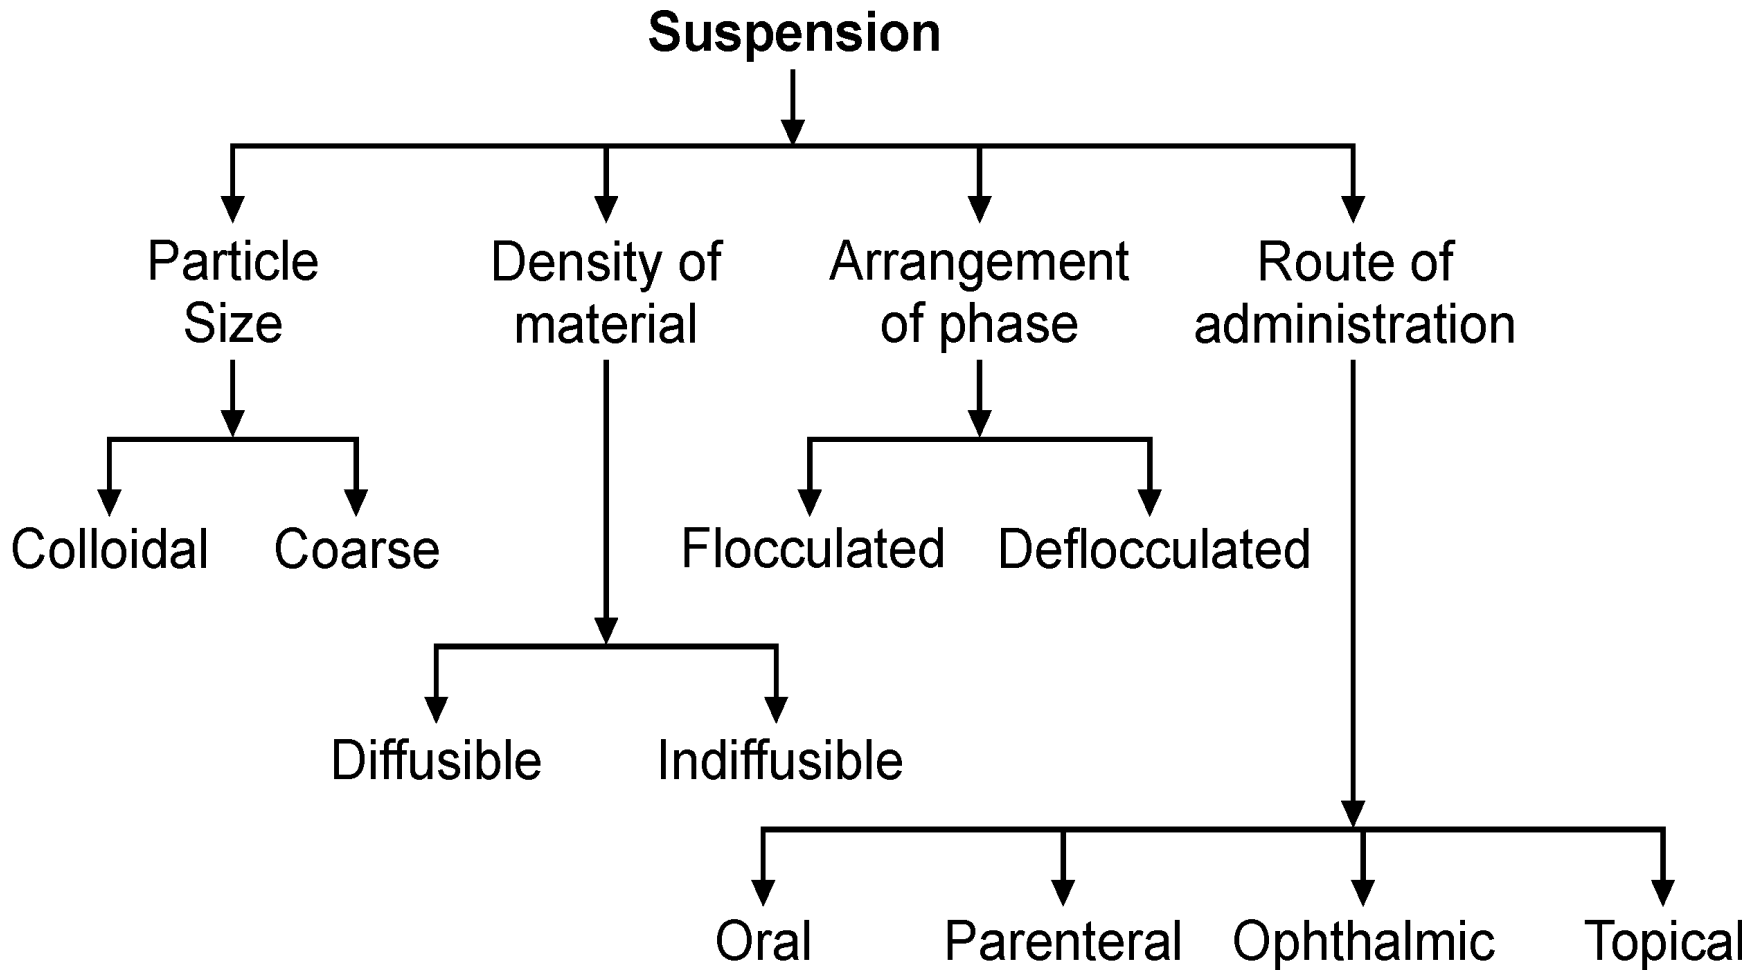 Suspension
Particle
Size
Density of
material
Arrangement
of phase
Route of
administration
Colloidal
Coarse
Flocculated
Deflocculated
Diffusible
Indiffusible
Oral
Parenteral
Ophthalmic
Topical